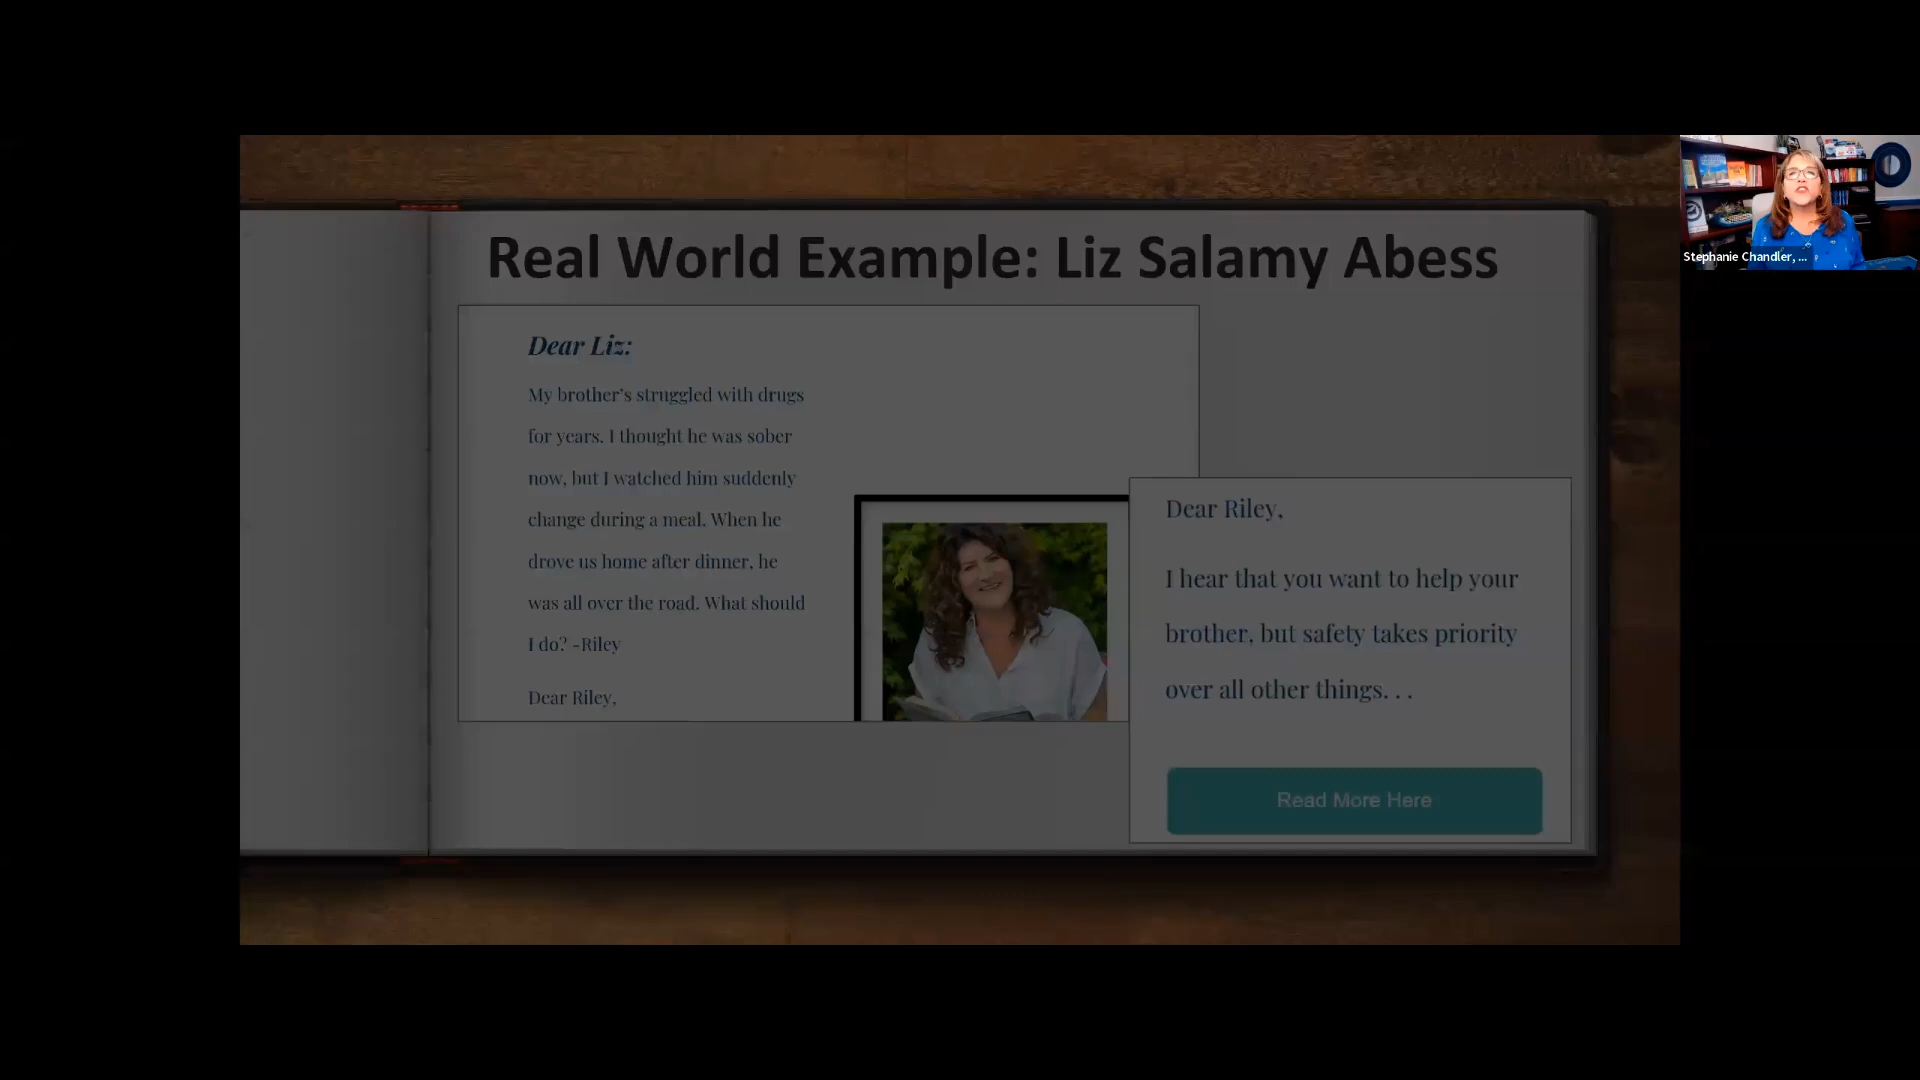 Real World Example: Liz Salamy Abess
Dear Liz:
My brother's struggled with drugs
for years. I thought he was sober
now, but I watched him suddenly
change during a meal. When he
drove us home after dinner, he
was all over the road. What should
I do? -Riley
Dear Riley,
Dear Riley,
I hear that you want to help your
brother, but safety takes priority
over all other things. . .
Read More Here
Stephanie Chandler, ...